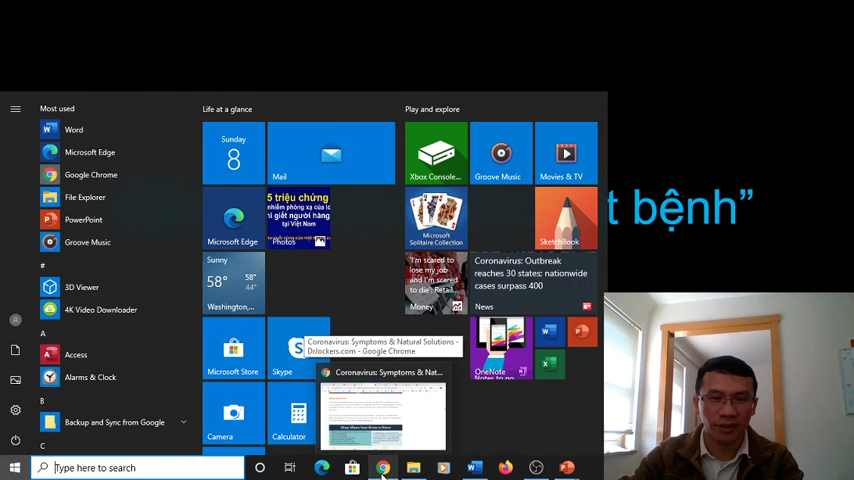 Most used
Word
Microsoft Edge
Google Chrome
File Explorer
PowerPoint
Groove Music
#
3D Viewer
4K Video Downloader
A
Access
Alarms & Clock
B
Backup and Sync from Google
C
Type here to search
Life at a glance
Sunday
8
Mail
Microsoft Edge
5 triệu chứng
Photos
Sunny
58°
58°
44°
Washington,...
Microsoft Store
Skype
Camera
Calculator
Play and explore
Xbox Console...
Groove Music
Movies & TV
Microsoft
Solitaire Collection
SketchBook
'I'm scared to
lose my job
and I'm scared
to die': Retail...
Money
Coronavirus: Outbreak
reaches 30 states; nationwide
cases surpass 400
News
OneNote
Coronavirus: Symptoms & Natural Solutions -
DrJockers.com - Google Chrome
Coronavirus: Symptoms & Nat...
t bệnh”